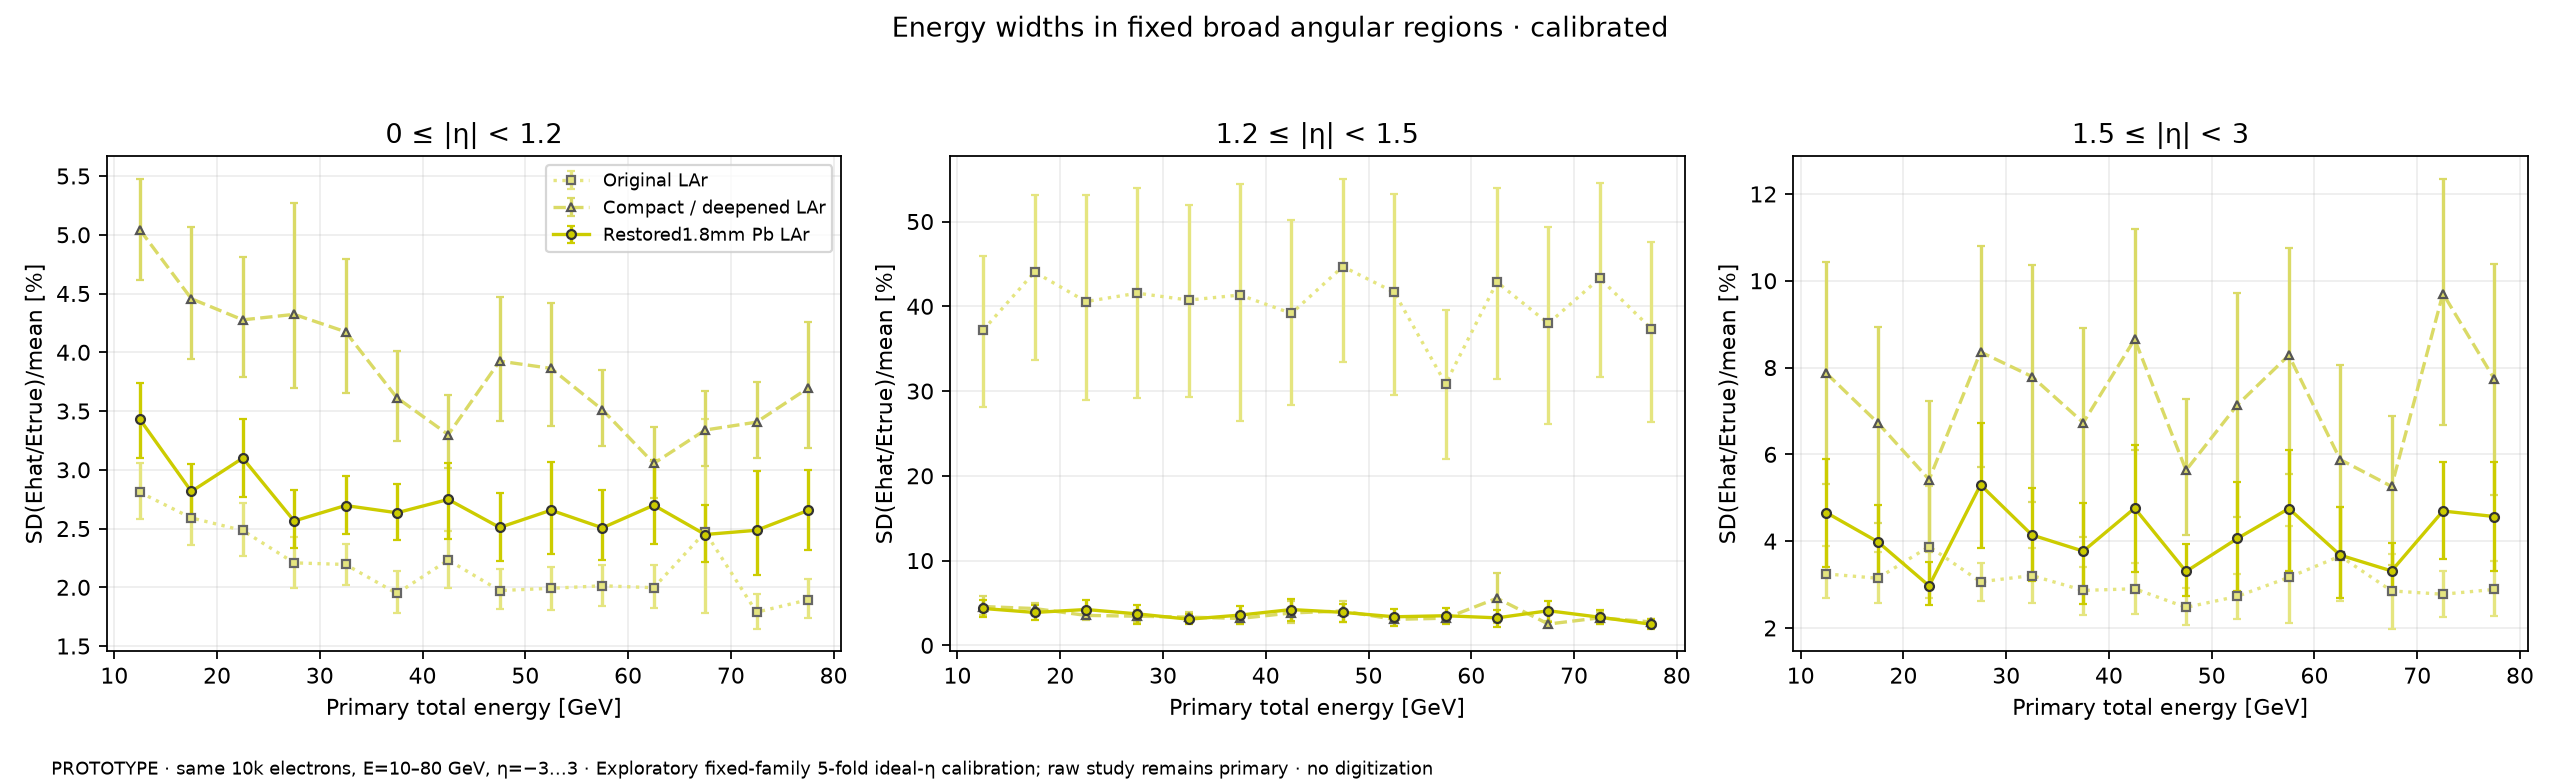 Energy widths in fixed broad angular regions · calibrated
0 ≤ |η| < 1.2
SD(Ehat/Etrue)/mean [%]
5.5
5.0
4.5
4.0
3.5
3.0
2.5
2.0
1.5
10 20 30 40 50 60 70 80
Primary total energy [GeV]
Original LAr
Compact / deepened LAr
Restored1.8mm Pb LAr
1.2 ≤ |η| < 1.5
SD(Ehat/Etrue)/mean [%]
50
40
30
20
10
0
10 20 30 40 50 60 70 80
Primary total energy [GeV]
1.5 ≤ |η| < 3
SD(Ehat/Etrue)/mean [%]
12
10
8
6
4
2
10 20 30 40 50 60 70 80
Primary total energy [GeV]
PROTOTYPE · same 10k electrons, E=10–80 GeV, η=−3…3 · Exploratory fixed-family 5-fold ideal-η calibration; raw study remains primary · no digitization